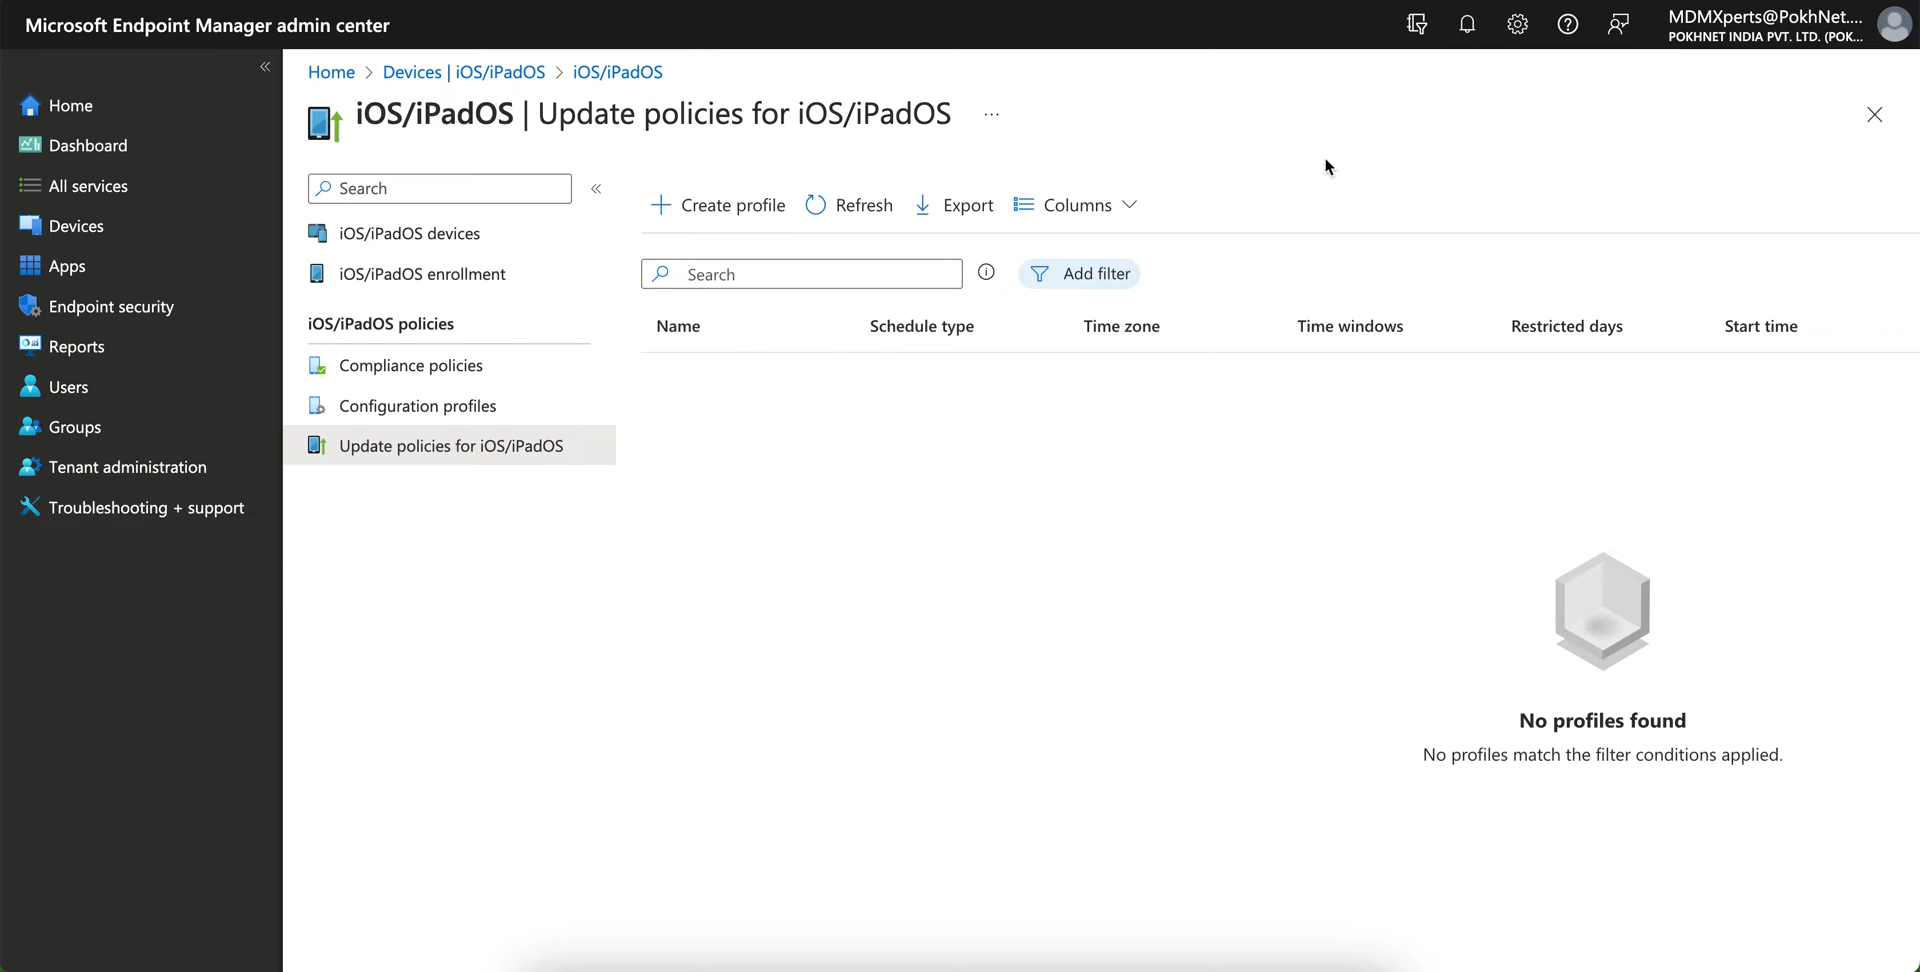 Microsoft Endpoint Manager admin center
MDMXperts@PokhNet....
POKHNET INDIA PVT. LTD. (POK...
Home
Dashboard
All services
Devices
Apps
Endpoint security
Reports
Users
Groups
Tenant administration
Troubleshooting + support
Home > Devices | iOS/iPadOS > iOS/iPadOS
iOS/iPadOS | Update policies for iOS/iPadOS ...
Search
iOS/iPadOS devices
iOS/iPadOS enrollment
iOS/iPadOS policies
Compliance policies
Configuration profiles
Update policies for iOS/iPadOS
Create profile Refresh Export Columns
Search Add filter
Name Schedule type Time zone Time windows Restricted days Start time
No profiles found
No profiles match the filter conditions applied.